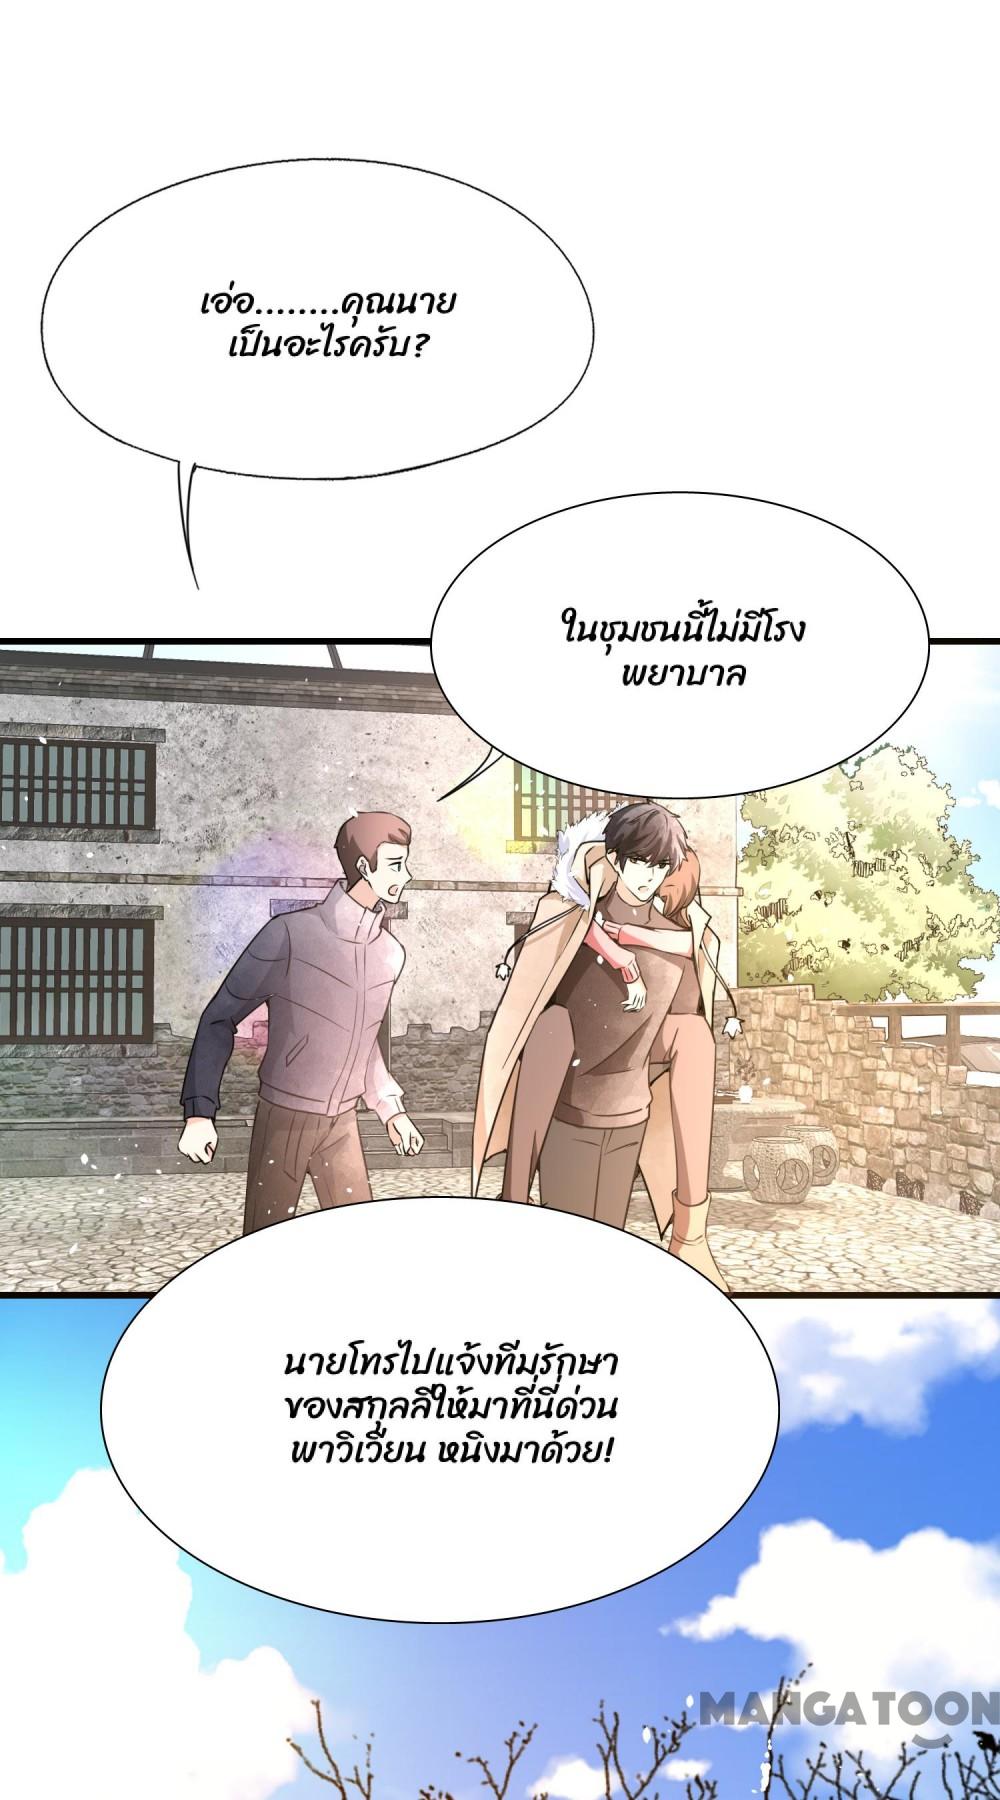 เอ่อ........คุณนาย
เป็นอะไรครับ?
ในชุมชนนี้ไม่มีโรง
พยาบาล
นายโทรไปแจ้งทีมรักษา
ของสกุลลีให้มาที่นี่ด่วน
พาวิเวียน หนิงมาด้วย!
MANGATOON